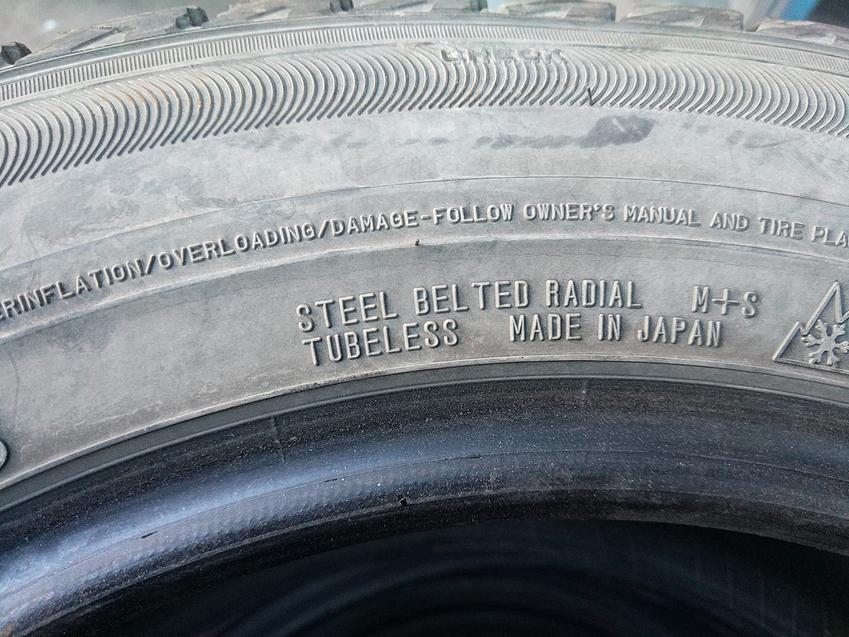 ERINFLATION/OVERLOADING/DAMAGE-FOLLOW OWNER'S MANUAL AND TIRE PLA
STEEL BELTED RADIAL M+S
TUBELESS MADE IN JAPAN